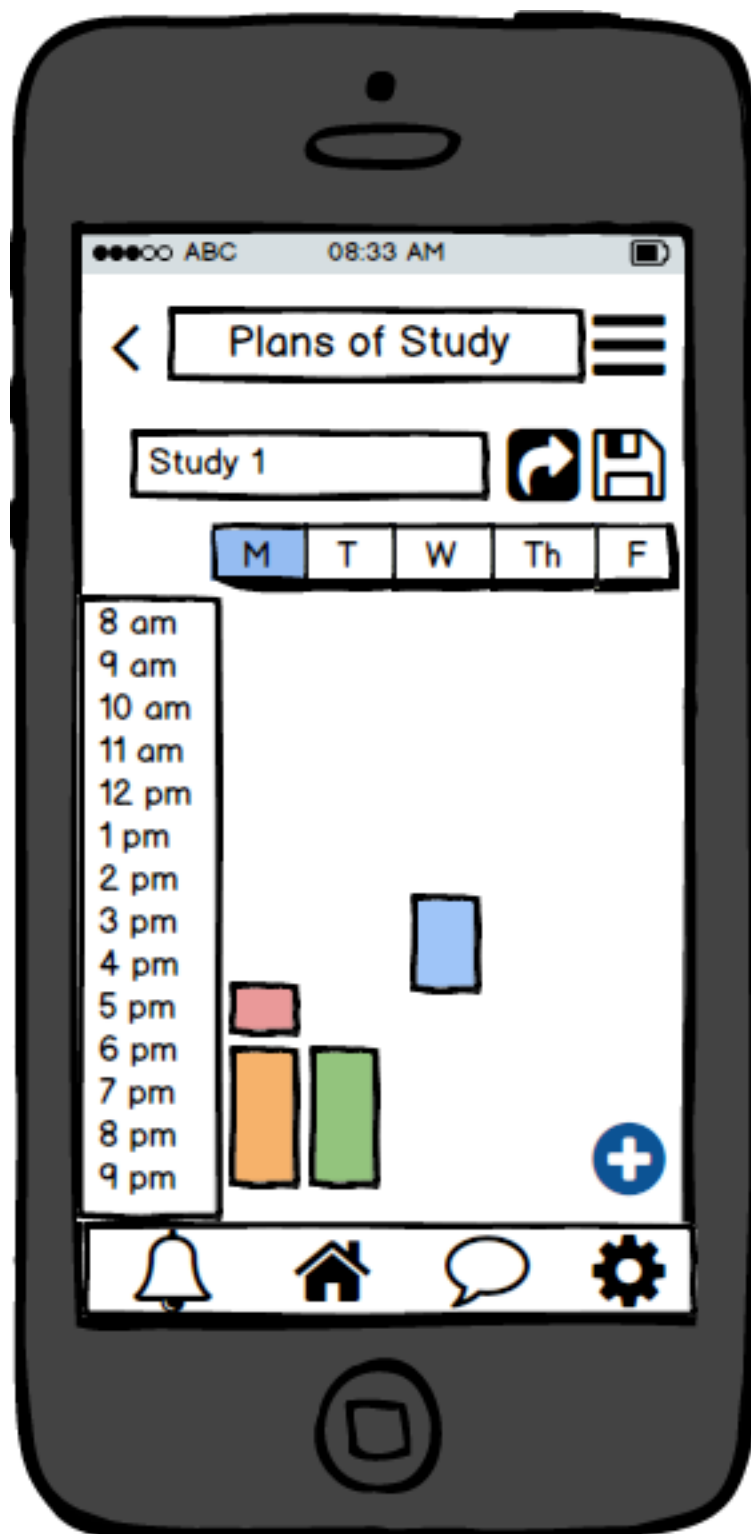 ABC 08:33 AM
Plans of Study
Study 1
M T W Th F
8 am
9 am
10 am
11 am
12 pm
1 pm
2 pm
3 pm
4 pm
5 pm
6 pm
7 pm
8 pm
9 pm